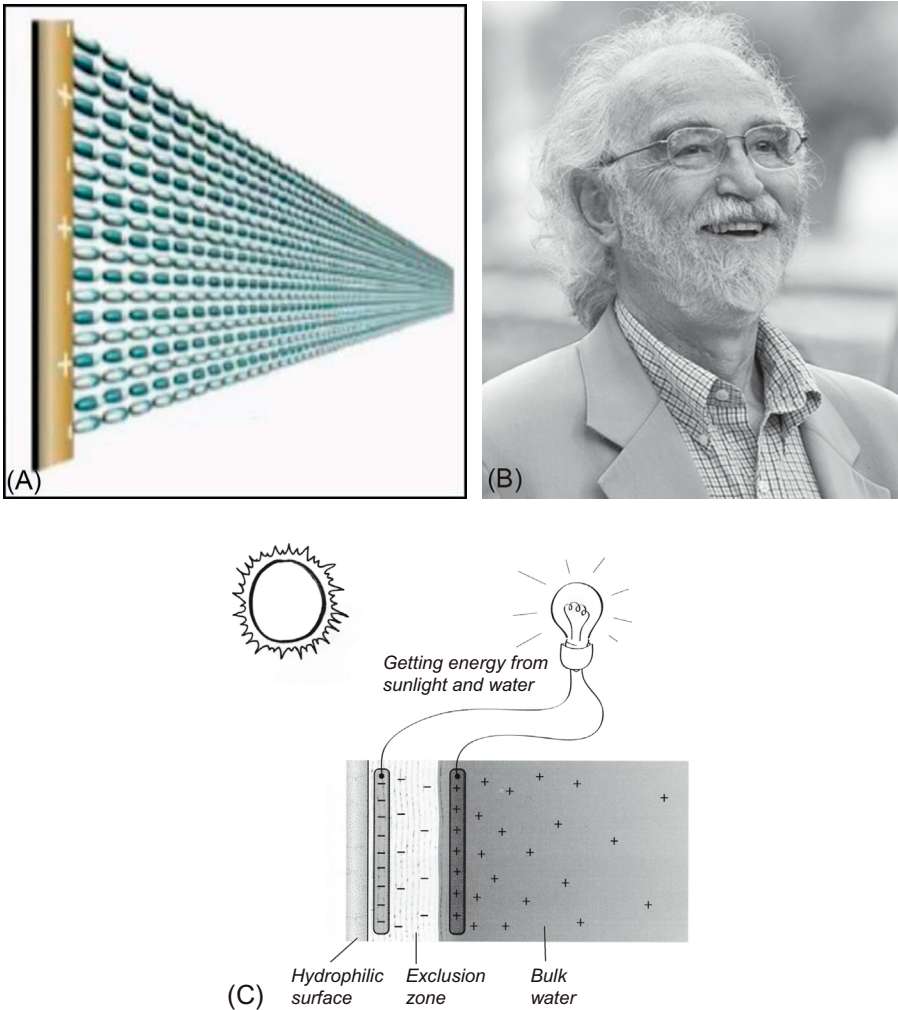 (A)
(B)
Getting energy from
sunlight and water
Hydrophilic
surface
Exclusion
zone
Bulk
water
(C)